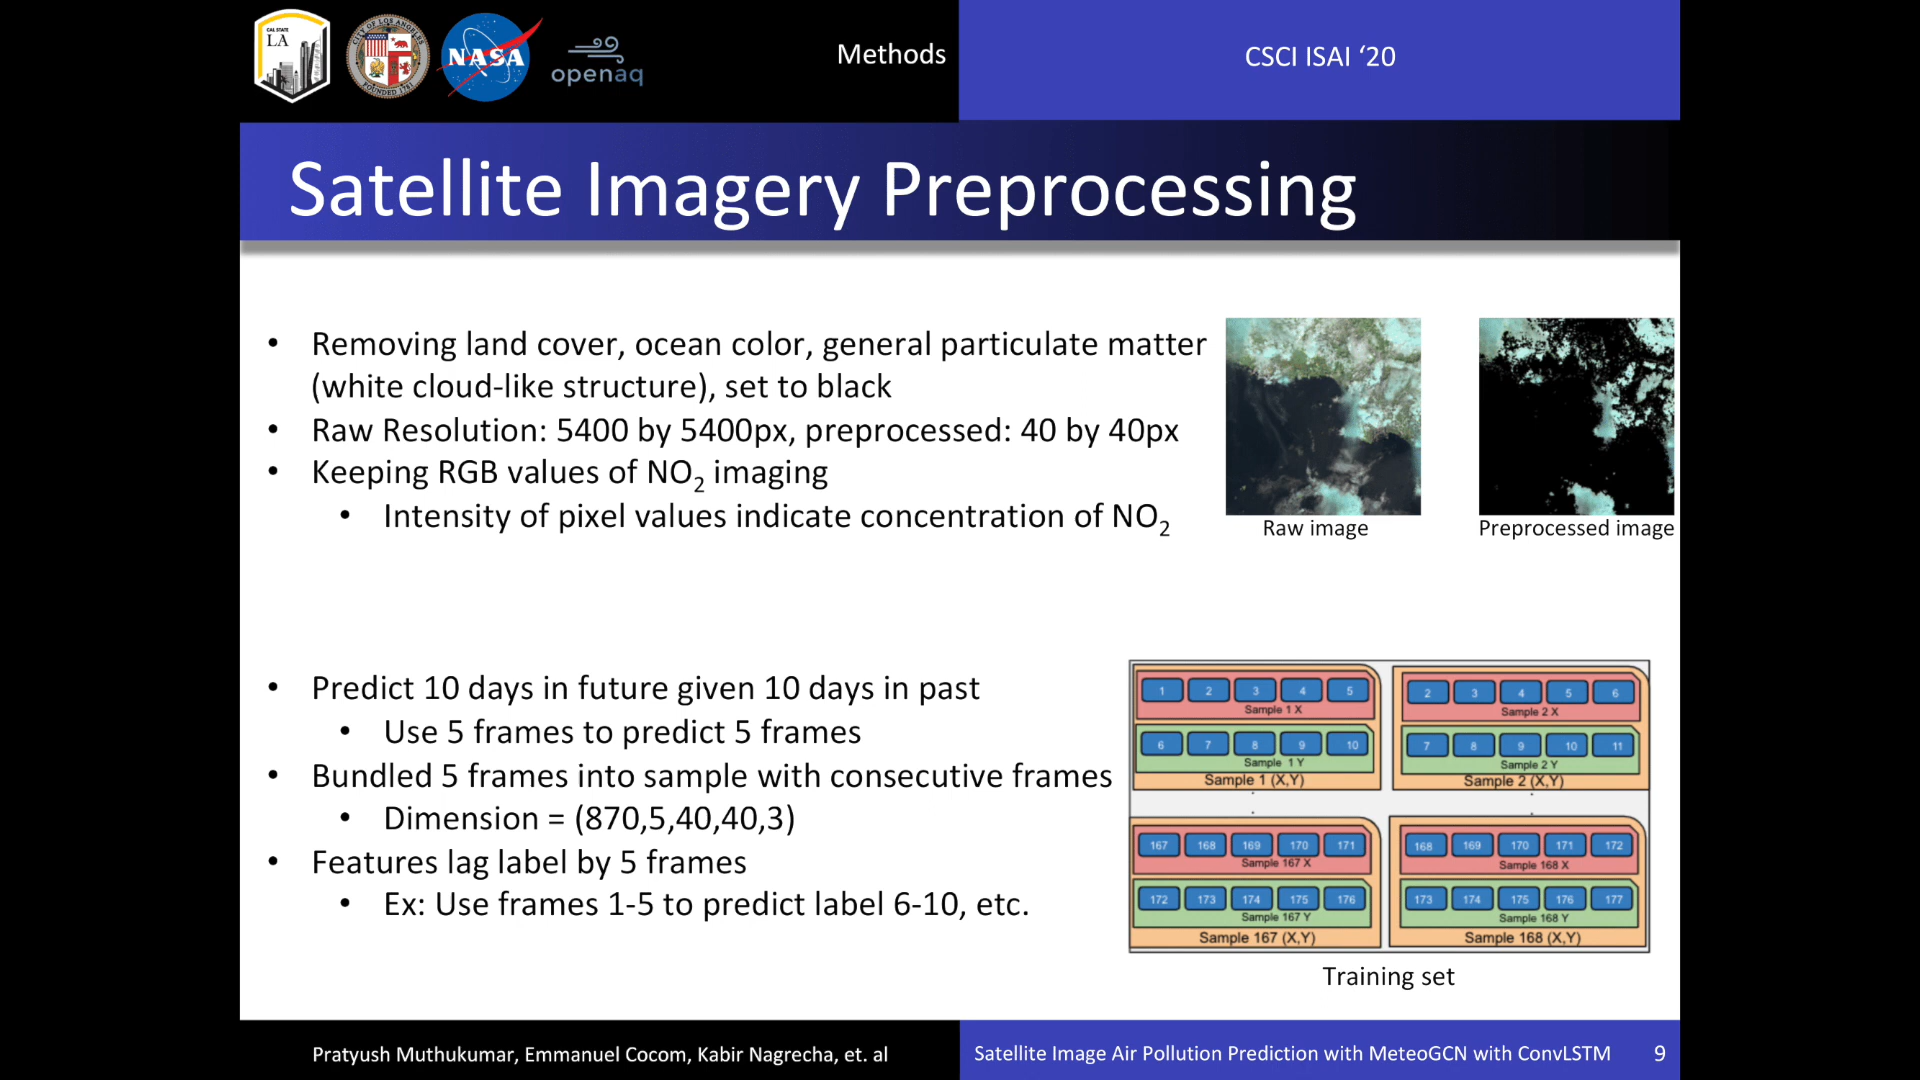 CAL STATE
LA
CITY OF LOS ANGELES
FOUNDED 1781
NASA
openaq
Methods
CSCI ISAI ‘20
Satellite Imagery Preprocessing
• Removing land cover, ocean color, general particulate matter
(white cloud-like structure), set to black
• Raw Resolution: 5400 by 5400px, preprocessed: 40 by 40px
• Keeping RGB values of NO2 imaging
• Intensity of pixel values indicate concentration of NO2
Raw image
Preprocessed image
• Predict 10 days in future given 10 days in past
• Use 5 frames to predict 5 frames
• Bundled 5 frames into sample with consecutive frames
• Dimension = (870,5,40,40,3)
• Features lag label by 5 frames
• Ex: Use frames 1-5 to predict label 6-10, etc.
1 2 3 4 5
Sample 1 X
6 7 8 9 10
Sample 1 Y
Sample 1 (X,Y)
2 3 4 5 6
Sample 2 X
7 8 9 10 11
Sample 2 Y
Sample 2 (X,Y)
167 168 169 170 171
Sample 167 X
172 173 174 175 176
Sample 167 Y
Sample 167 (X,Y)
168 169 170 171 172
Sample 168 X
173 174 175 176 177
Sample 168 Y
Sample 168 (X,Y)
Training set
Pratyush Muthukumar, Emmanuel Cocom, Kabir Nagrecha, et. al
Satellite Image Air Pollution Prediction with MeteoGCN with ConvLSTM
9